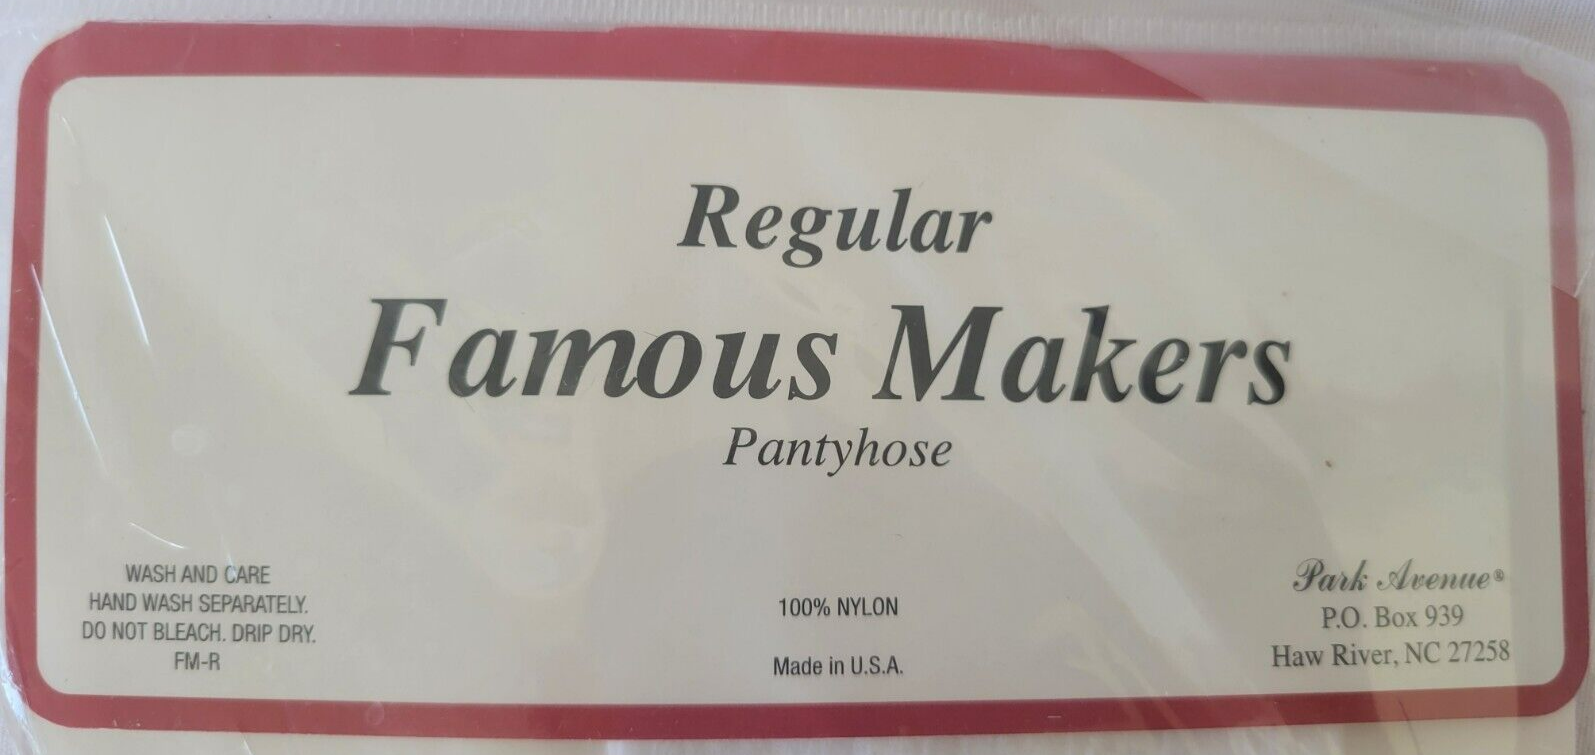 Regular
Famous Makers
Pantyhose
WASH AND CARE
HAND WASH SEPARATELY.
DO NOT BLEACH. DRIP DRY.
FM-R
100% NYLON
Made in U.S.A.
Park Avenue®
P.O. Box 939
Haw River, NC 27258